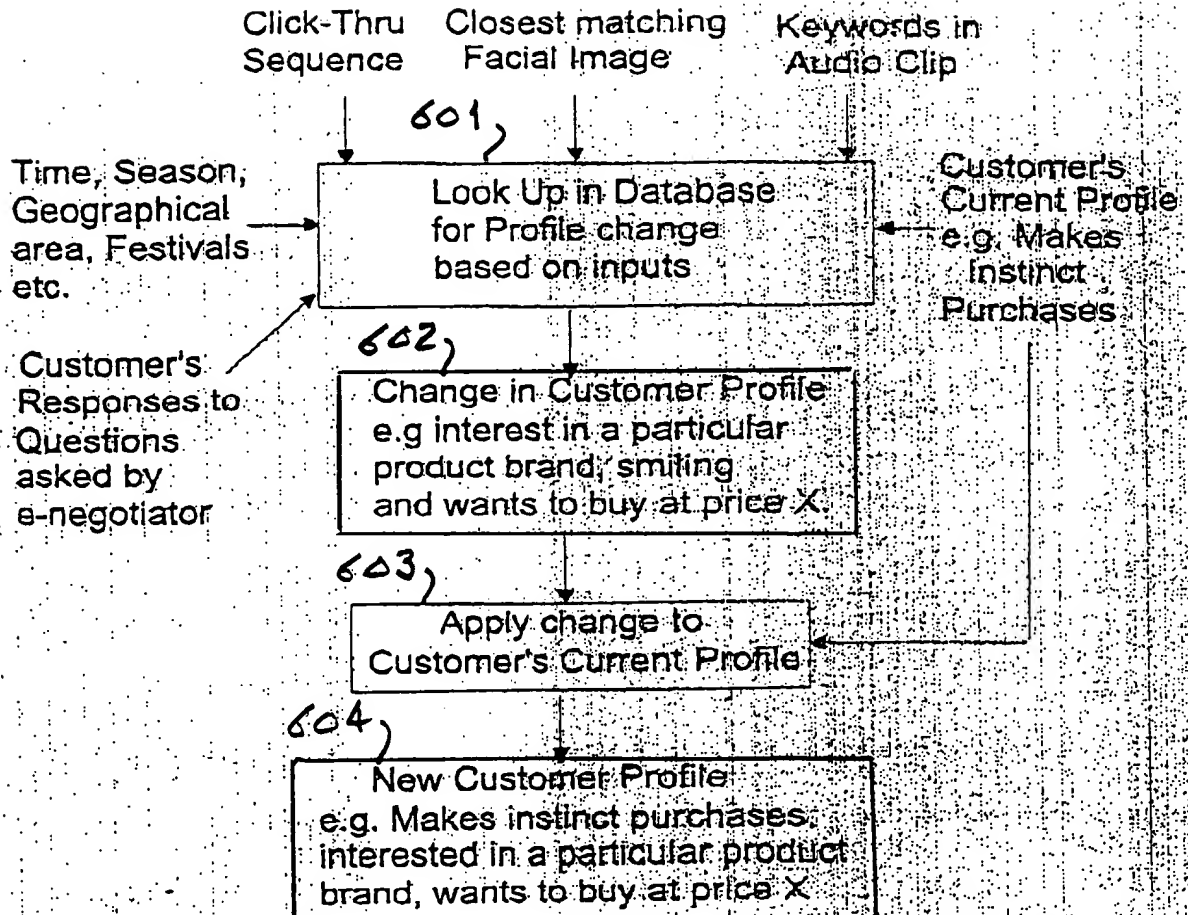 Click-Thru
Sequence
Closest matching
Facial Image
Keywords in
Audio Clip
601
Time, Season,
Geographical
area, Festivals
etc.
Look Up in Database
for Profile change
based on inputs
Customer's
Current Profile
e.g. Makes
Instinct
Purchases
Customer's
Responses to
Questions
asked by
e-negotiator
602
Change in Customer Profile
e.g interest in a particular
product brand, smiling
and wants to buy at price X.
603
Apply change to
Customer's Current Profile
604
New Customer Profile
e.g. Makes instinct purchases,
interested in a particular product
brand, wants to buy at price X